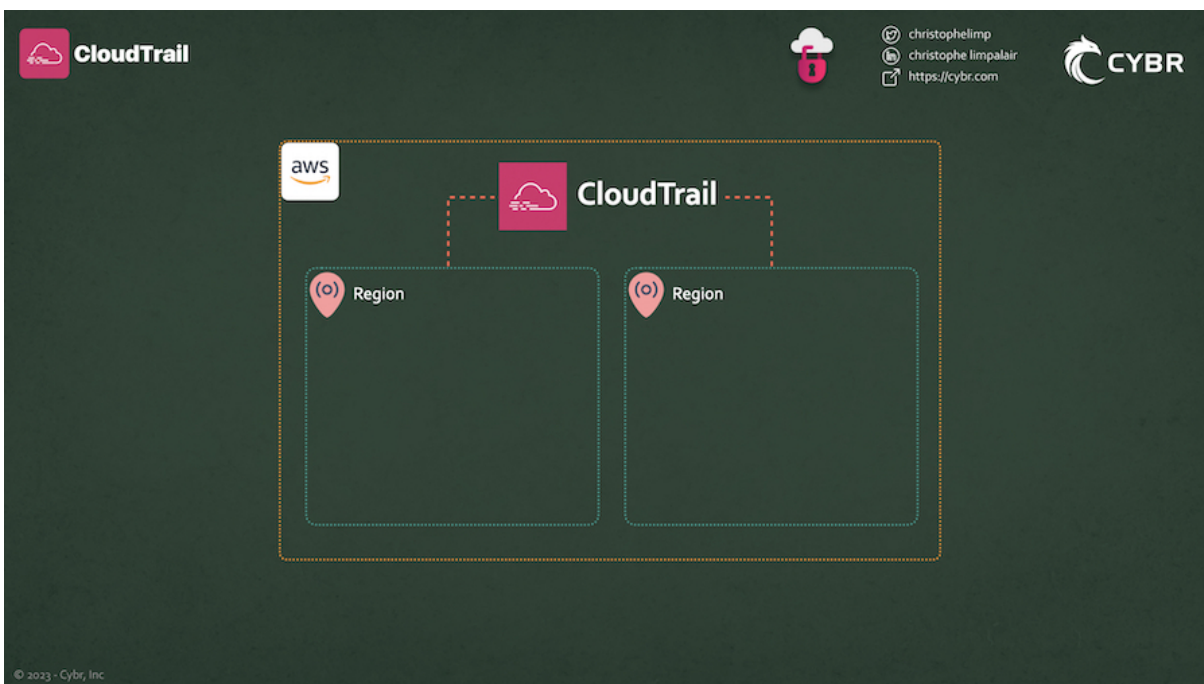 CloudTrail
christophelimp
christophe limpalair
https://cybr.com
CYBR
aws
CloudTrail
Region
Region
© 2023 - Cybr, Inc